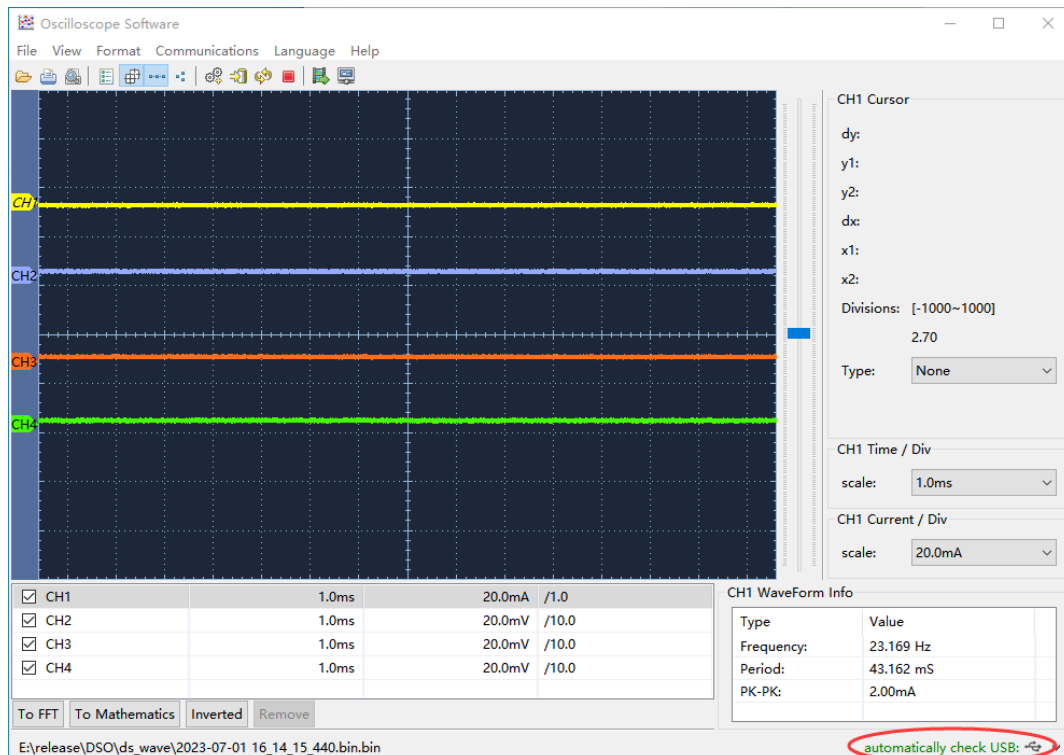 Oscilloscope Software
File View Format Communications Language Help
CH1 Cursor
dy:
y1:
y2:
dx:
x1:
x2:
Divisions: [-1000~1000]
2.70
Type: None
CH1 Time / Div
scale: 1.0ms
CH1 Current / Div
scale: 20.0mA
CH1
CH2
CH3
CH4
CH1 1.0ms 20.0mA /1.0
CH2 1.0ms 20.0mV /10.0
CH3 1.0ms 20.0mV /10.0
CH4 1.0ms 20.0mV /10.0
CH1 WaveForm Info
Type Value
Frequency: 23.169 Hz
Period: 43.162 mS
PK-PK: 2.00mA
To FFT To Mathematics Inverted Remove
E:\release\DSO\ds_wave\2023-07-01 16_14_15_440.bin.bin
automatically check USB: